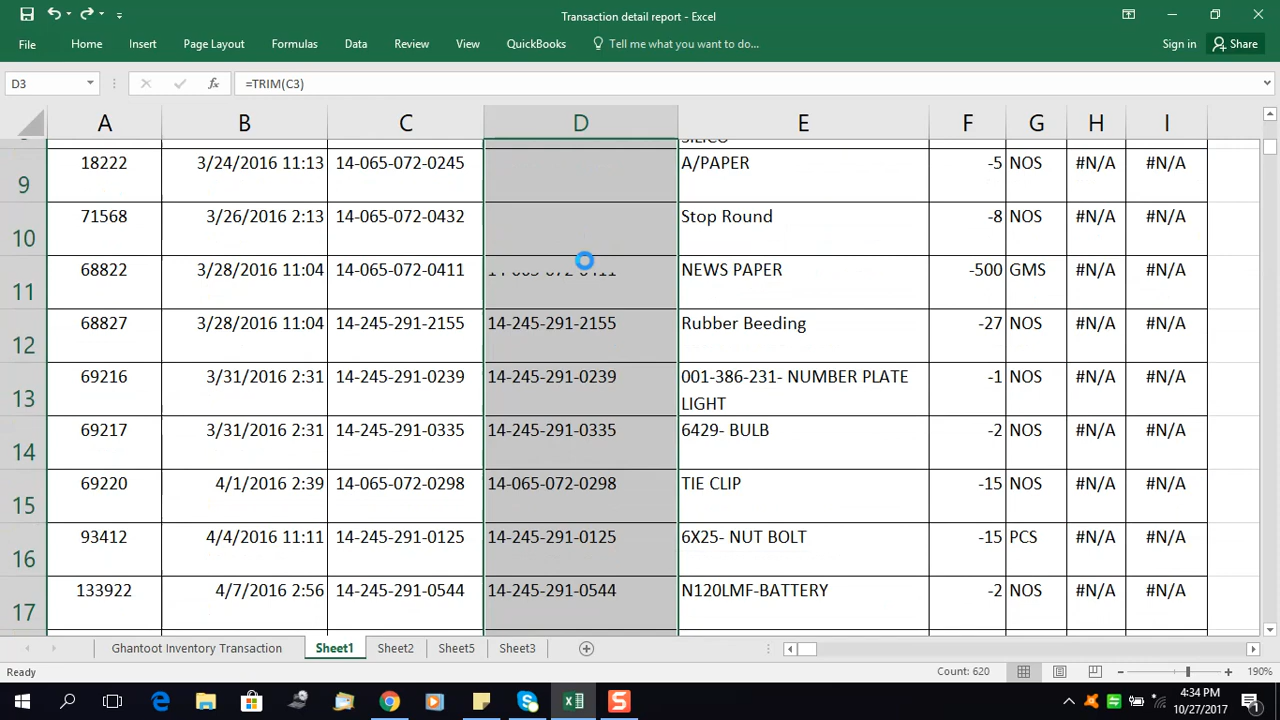 Transaction detail report - Excel
File Home Insert Page Layout Formulas Data Review View QuickBooks Tell me what you want to do... Sign in Share
D3 fx =TRIM(C3)
A B C D E F G H I
9 18222 3/24/2016 11:13 14-065-072-0245 A/PAPER -5 NOS #N/A #N/A
10 71568 3/26/2016 2:13 14-065-072-0432 Stop Round -8 NOS #N/A #N/A
11 68822 3/28/2016 11:04 14-065-072-0411 14-065-072-0411 NEWS PAPER -500 GMS #N/A #N/A
12 68827 3/28/2016 11:04 14-245-291-2155 14-245-291-2155 Rubber Beeding -27 NOS #N/A #N/A
13 69216 3/31/2016 2:31 14-245-291-0239 14-245-291-0239 001-386-231- NUMBER PLATE -1 NOS #N/A #N/A
LIGHT
14 69217 3/31/2016 2:31 14-245-291-0335 14-245-291-0335 6429- BULB -2 NOS #N/A #N/A
15 69220 4/1/2016 2:39 14-065-072-0298 14-065-072-0298 TIE CLIP -15 NOS #N/A #N/A
16 93412 4/4/2016 11:11 14-245-291-0125 14-245-291-0125 6X25- NUT BOLT -15 PCS #N/A #N/A
17 133922 4/7/2016 2:56 14-245-291-0544 14-245-291-0544 N120LMF-BATTERY -2 NOS #N/A #N/A
Ghantoot Inventory Transaction Sheet1 Sheet2 Sheet5 Sheet3
Ready Count: 620 190%
4:34 PM
10/27/2017